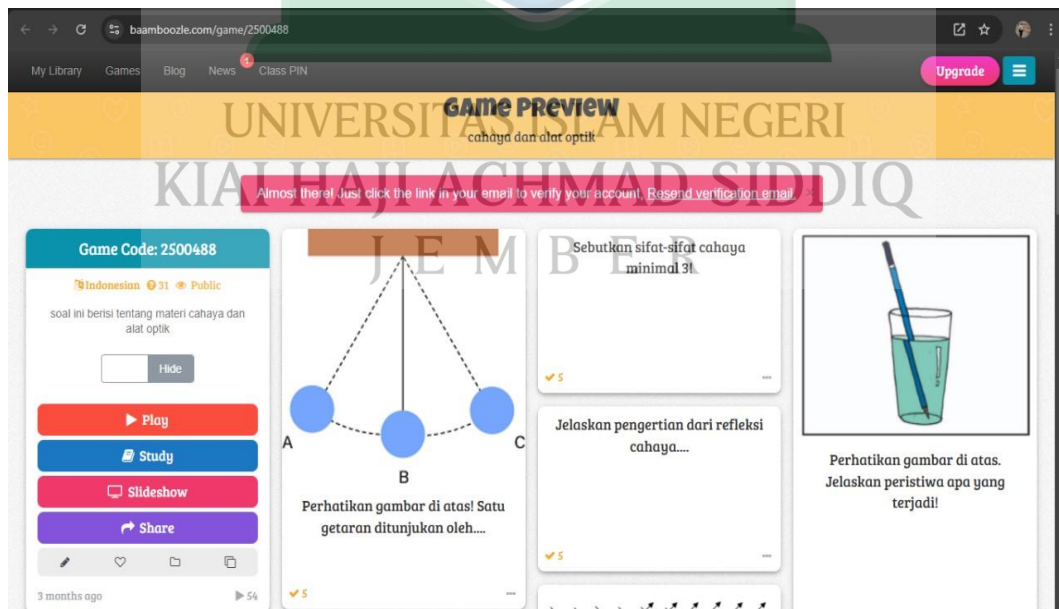 baamboozle.com/game/2500488
My Library Games Blog News 1 Class PIN Upgrade
GAME PREVIEW
cahaya dan alat optik
UNIVERSITAS ISLAM NEGERI
KIAI HAJI ACHMAD SIDDIQ
JEMBER
Almost there! Just click the link in your email to verify your account, Resend verification email.
Game Code: 2500488
Indonesian 31 Public
soal ini berisi tentang materi cahaya dan
alat optik
Hide
Play
Study
Slideshow
Share
3 months ago 54
A
B
C
Perhatikan gambar di atas! Satu
getaran ditunjukan oleh....
5
Sebutkan sifat-sifat cahaya
minimal 3!
5
Jelaskan pengertian dari refleksi
cahaya....
5
Perhatikan gambar di atas.
Jelaskan peristiwa apa yang
terjadi!